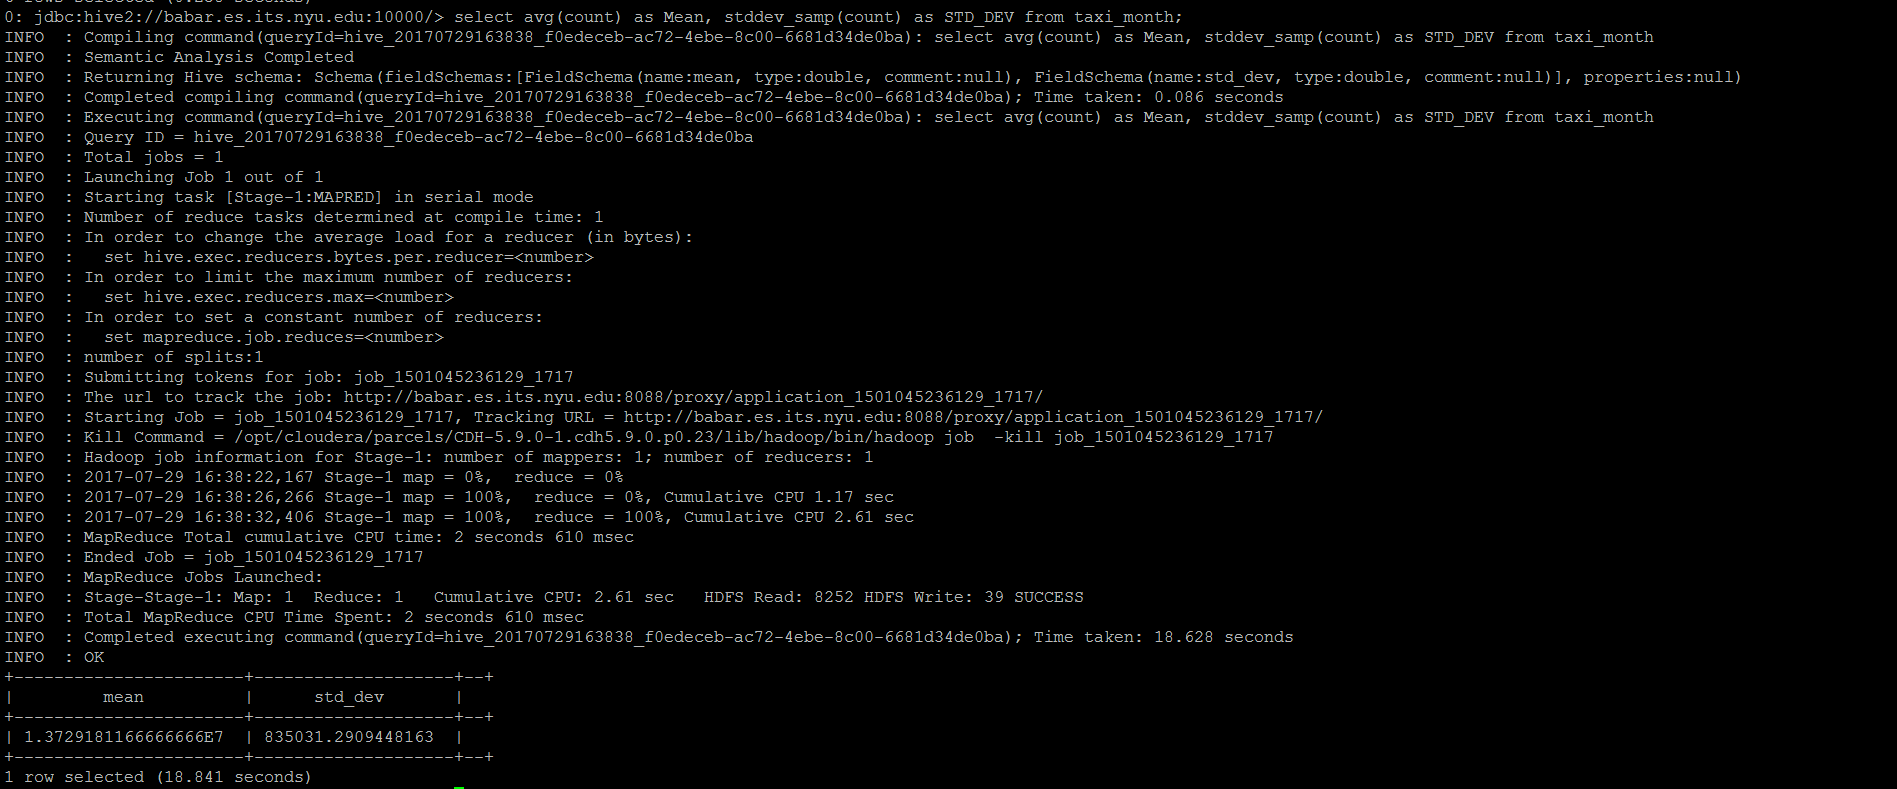 0: jdbc:hive2://babar.es.its.nyu.edu:10000/> select avg(count) as Mean, stddev_samp(count) as STD_DEV from taxi_month;
INFO  : Compiling command(queryId=hive_20170729163838_f0edeceb-ac72-4ebe-8c00-6681d34de0ba): select avg(count) as Mean, stddev_samp(count) as STD_DEV from taxi_month
INFO  : Semantic Analysis Completed
INFO  : Returning Hive schema: Schema(fieldSchemas:[FieldSchema(name:mean, type:double, comment:null), FieldSchema(name:std_dev, type:double, comment:null)], properties:null)
INFO  : Completed compiling command(queryId=hive_20170729163838_f0edeceb-ac72-4ebe-8c00-6681d34de0ba); Time taken: 0.086 seconds
INFO  : Executing command(queryId=hive_20170729163838_f0edeceb-ac72-4ebe-8c00-6681d34de0ba): select avg(count) as Mean, stddev_samp(count) as STD_DEV from taxi_month
INFO  : Query ID = hive_20170729163838_f0edeceb-ac72-4ebe-8c00-6681d34de0ba
INFO  : Total jobs = 1
INFO  : Launching Job 1 out of 1
INFO  : Starting task [Stage-1:MAPRED] in serial mode
INFO  : Number of reduce tasks determined at compile time: 1
INFO  : In order to change the average load for a reducer (in bytes):
INFO  :   set hive.exec.reducers.bytes.per.reducer=<number>
INFO  : In order to limit the maximum number of reducers:
INFO  :   set hive.exec.reducers.max=<number>
INFO  : In order to set a constant number of reducers:
INFO  :   set mapreduce.job.reduces=<number>
INFO  : number of splits:1
INFO  : Submitting tokens for job: job_1501045236129_1717
INFO  : The url to track the job: http://babar.es.its.nyu.edu:8088/proxy/application_1501045236129_1717/
INFO  : Starting Job = job_1501045236129_1717, Tracking URL = http://babar.es.its.nyu.edu:8088/proxy/application_1501045236129_1717/
INFO  : Kill Command = /opt/cloudera/parcels/CDH-5.9.0-1.cdh5.9.0.p0.23/lib/hadoop/bin/hadoop job  -kill job_1501045236129_1717
INFO  : Hadoop job information for Stage-1: number of mappers: 1; number of reducers: 1
INFO  : 2017-07-29 16:38:22,167 Stage-1 map = 0%,  reduce = 0%
INFO  : 2017-07-29 16:38:26,266 Stage-1 map = 100%,  reduce = 0%, Cumulative CPU 1.17 sec
INFO  : 2017-07-29 16:38:32,406 Stage-1 map = 100%,  reduce = 100%, Cumulative CPU 2.61 sec
INFO  : MapReduce Total cumulative CPU time: 2 seconds 610 msec
INFO  : Ended Job = job_1501045236129_1717
INFO  : MapReduce Jobs Launched:
INFO  : Stage-Stage-1: Map: 1  Reduce: 1   Cumulative CPU: 2.61 sec   HDFS Read: 8252 HDFS Write: 39 SUCCESS
INFO  : Total MapReduce CPU Time Spent: 2 seconds 610 msec
INFO  : Completed executing command(queryId=hive_20170729163838_f0edeceb-ac72-4ebe-8c00-6681d34de0ba); Time taken: 18.628 seconds
INFO  : OK
+-----------------------+--------------------+--+
|         mean          |      std_dev       |
+-----------------------+--------------------+--+
| 1.3729181166666666E7  | 835031.2909448163  |
+-----------------------+--------------------+--+
1 row selected (18.841 seconds)